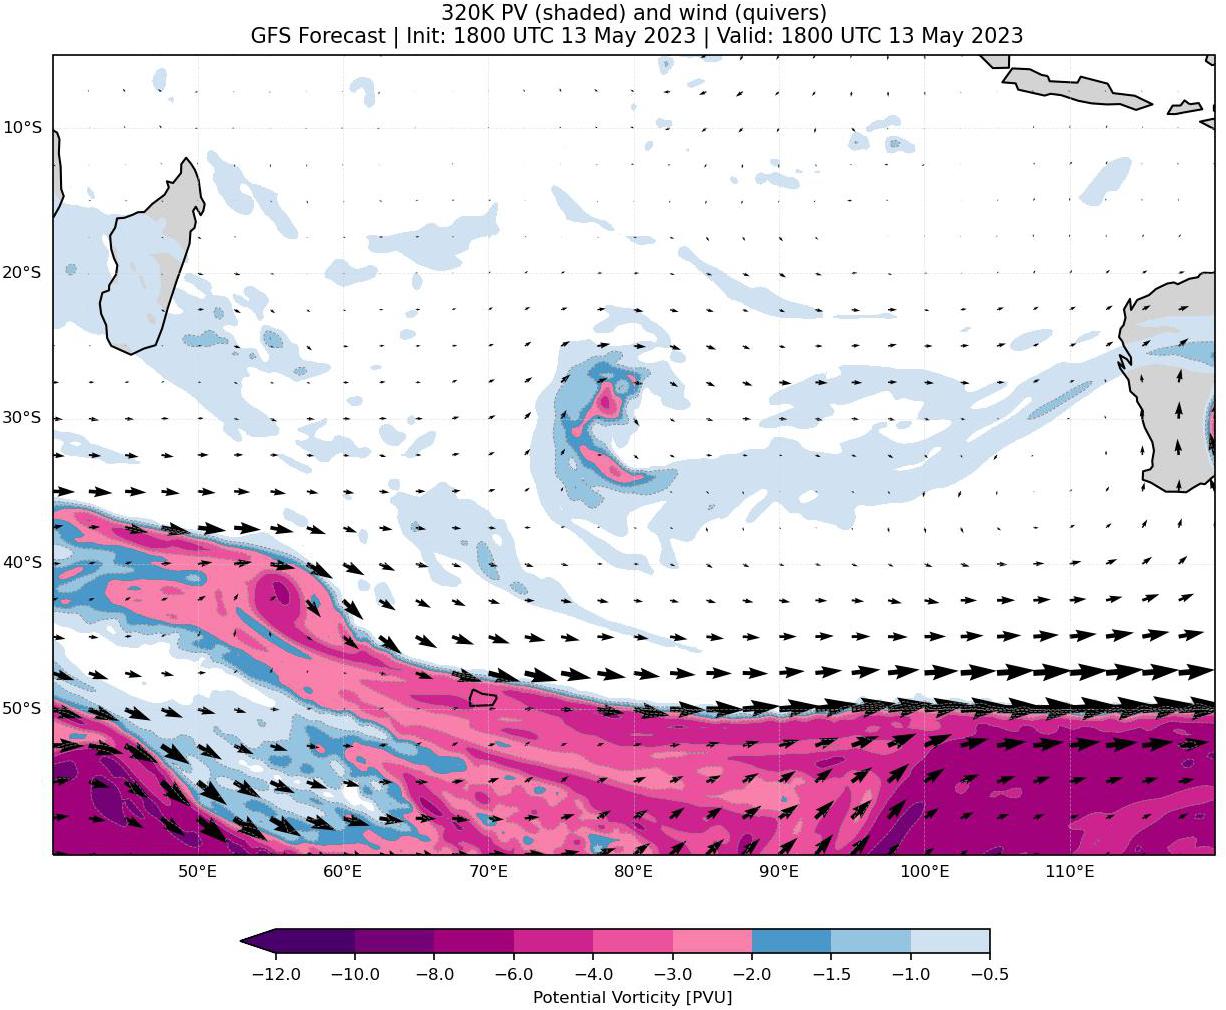 320K PV (shaded) and wind (quivers)
GFS Forecast | Init: 1800 UTC 13 May 2023 | Valid: 1800 UTC 13 May 2023
10°S
20°S
30°S
40°S
50°S
50°E 60°E 70°E 80°E 90°E 100°E 110°E
−12.0 −10.0 −8.0 −6.0 −4.0 −3.0 −2.0 −1.5 −1.0 −0.5
Potential Vorticity [PVU]